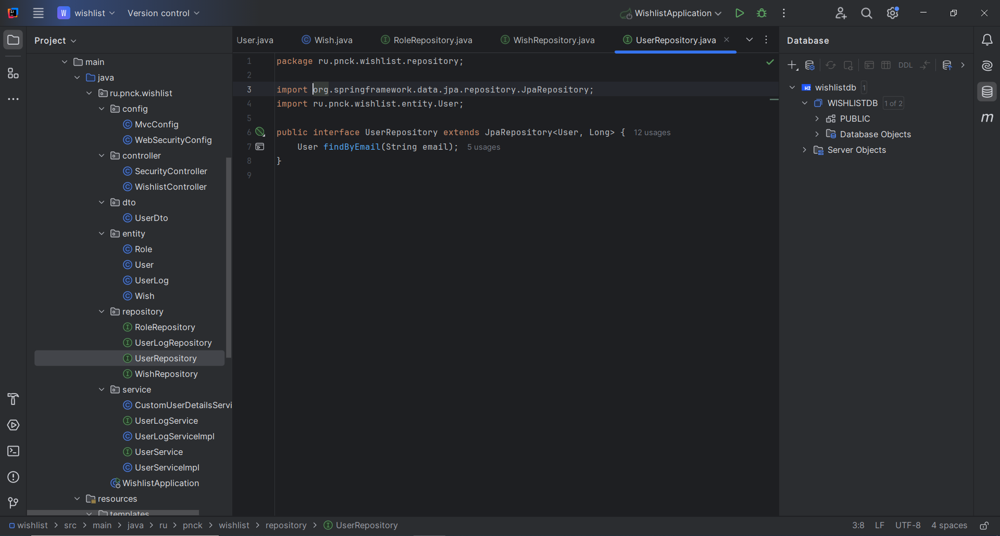 W wishlist Version control WishlistApplication
Project
main
java
ru.pnck.wishlist
config
MvcConfig
WebSecurityConfig
controller
SecurityController
WishlistController
dto
UserDto
entity
Role
User
UserLog
Wish
repository
RoleRepository
UserLogRepository
UserRepository
WishRepository
service
CustomUserDetailsServi
UserLogService
UserLogServiceImpl
UserService
UserServiceImpl
WishlistApplication
resources
templates
User.java Wish.java RoleRepository.java WishRepository.java UserRepository.java
1 package ru.pnck.wishlist.repository;
2
3 import org.springframework.data.jpa.repository.JpaRepository;
4 import ru.pnck.wishlist.entity.User;
5
6 public interface UserRepository extends JpaRepository<User, Long> { 12 usages
7 User findByEmail(String email); 5 usages
8 }
9
Database
DDL
H2 wishlistdb 1
WISHLISTDB 1 of 2
PUBLIC
Database Objects
Server Objects
m
wishlist > src > main > java > ru > pnck > wishlist > repository > UserRepository 3:8 LF UTF-8 4 spaces